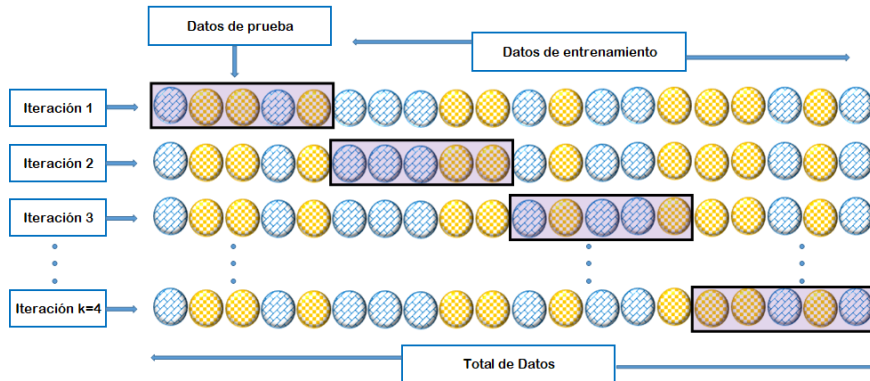 Datos de prueba
Datos de entrenamiento
Iteración 1
Iteración 2
Iteración 3
Iteración k=4
Total de Datos